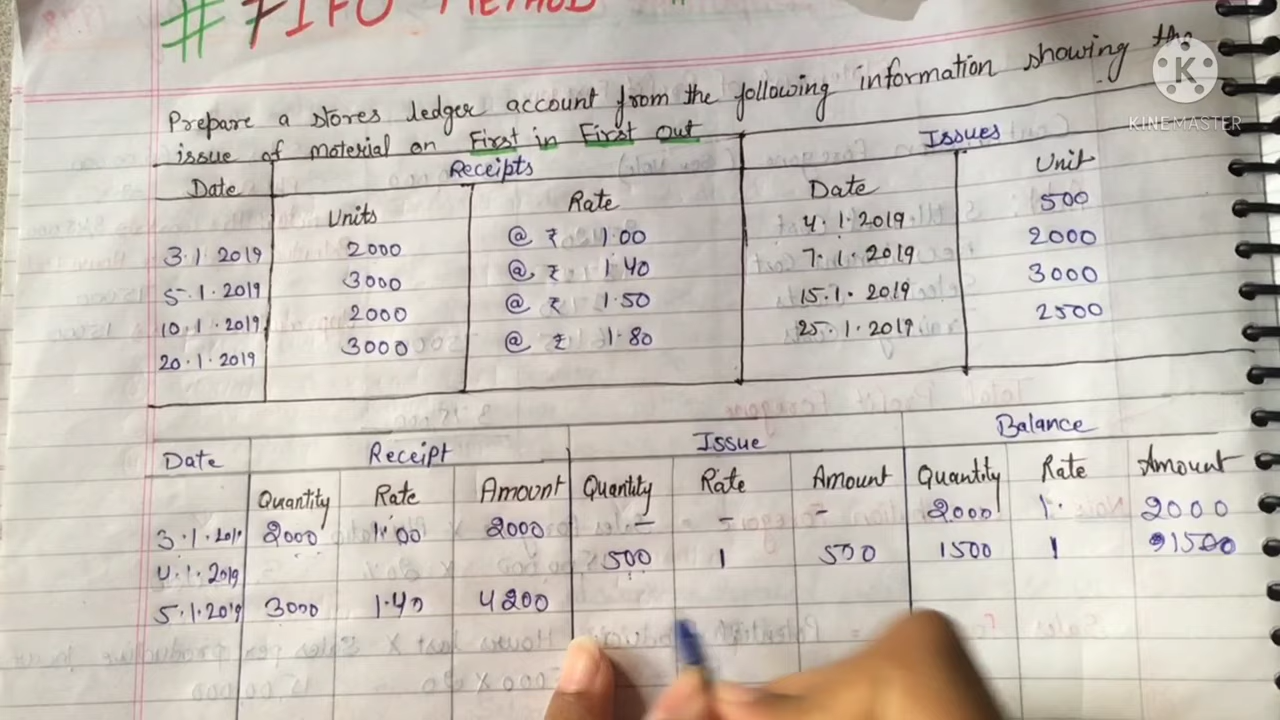 #FIFO METHOD
KINEMASTER
Prepare a stores ledger account from the following information showing the
issue of material on First in First Out
Receipts Issues
Date Units Rate Date Unit
3.1.2019 2000 @ ₹ 1.00 4.1.2019 500
5.1.2019 3000 @ ₹ 1.40 7.1.2019 2000
10.1.2019 2000 @ ₹ 1.50 15.1.2019 3000
20.1.2019 3000 @ ₹ 1.80 25.1.2019 2500
Date Receipt Issue Balance
Quantity Rate Amount Quantity Rate Amount Quantity Rate Amount
3.1.2019 2000 1.00 2000 - - - 2000 1. 2000
4.1.2019 500 1 500 1500 1 1500
5.1.2019 3000 1.40 4200